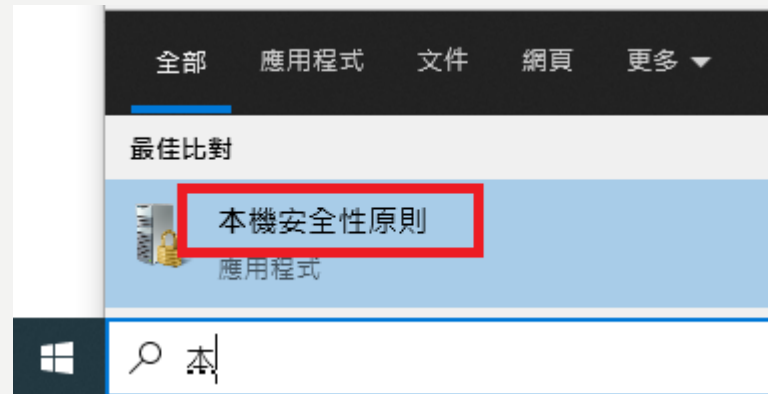 全部 應用程式 文件 網頁 更多
最佳比對
本機安全性原則
應用程式
本